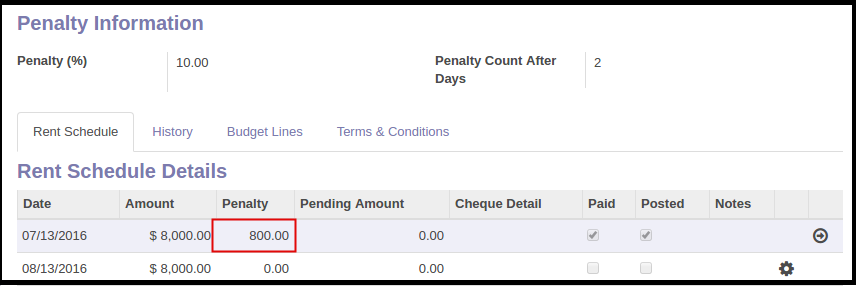 Penalty Information
Penalty (%) 10.00 Penalty Count After Days 2
Rent Schedule History Budget Lines Terms & Conditions
Rent Schedule Details
Date Amount Penalty Pending Amount Cheque Detail Paid Posted Notes
07/13/2016 $ 8,000.00 800.00 0.00
08/13/2016 $ 8,000.00 0.00 0.00